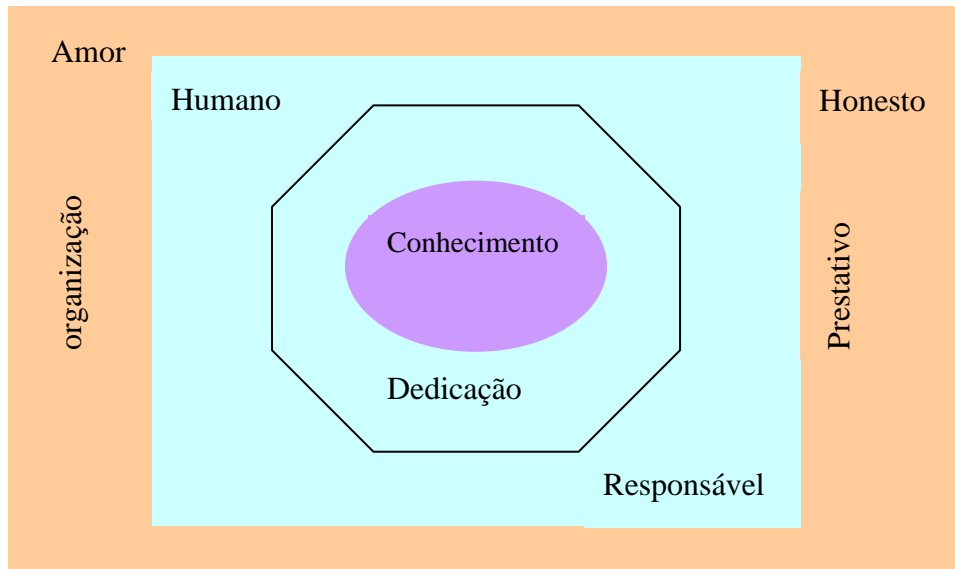 Amor
Humano
Honesto
organização
Conhecimento
Prestativo
Dedicação
Responsável